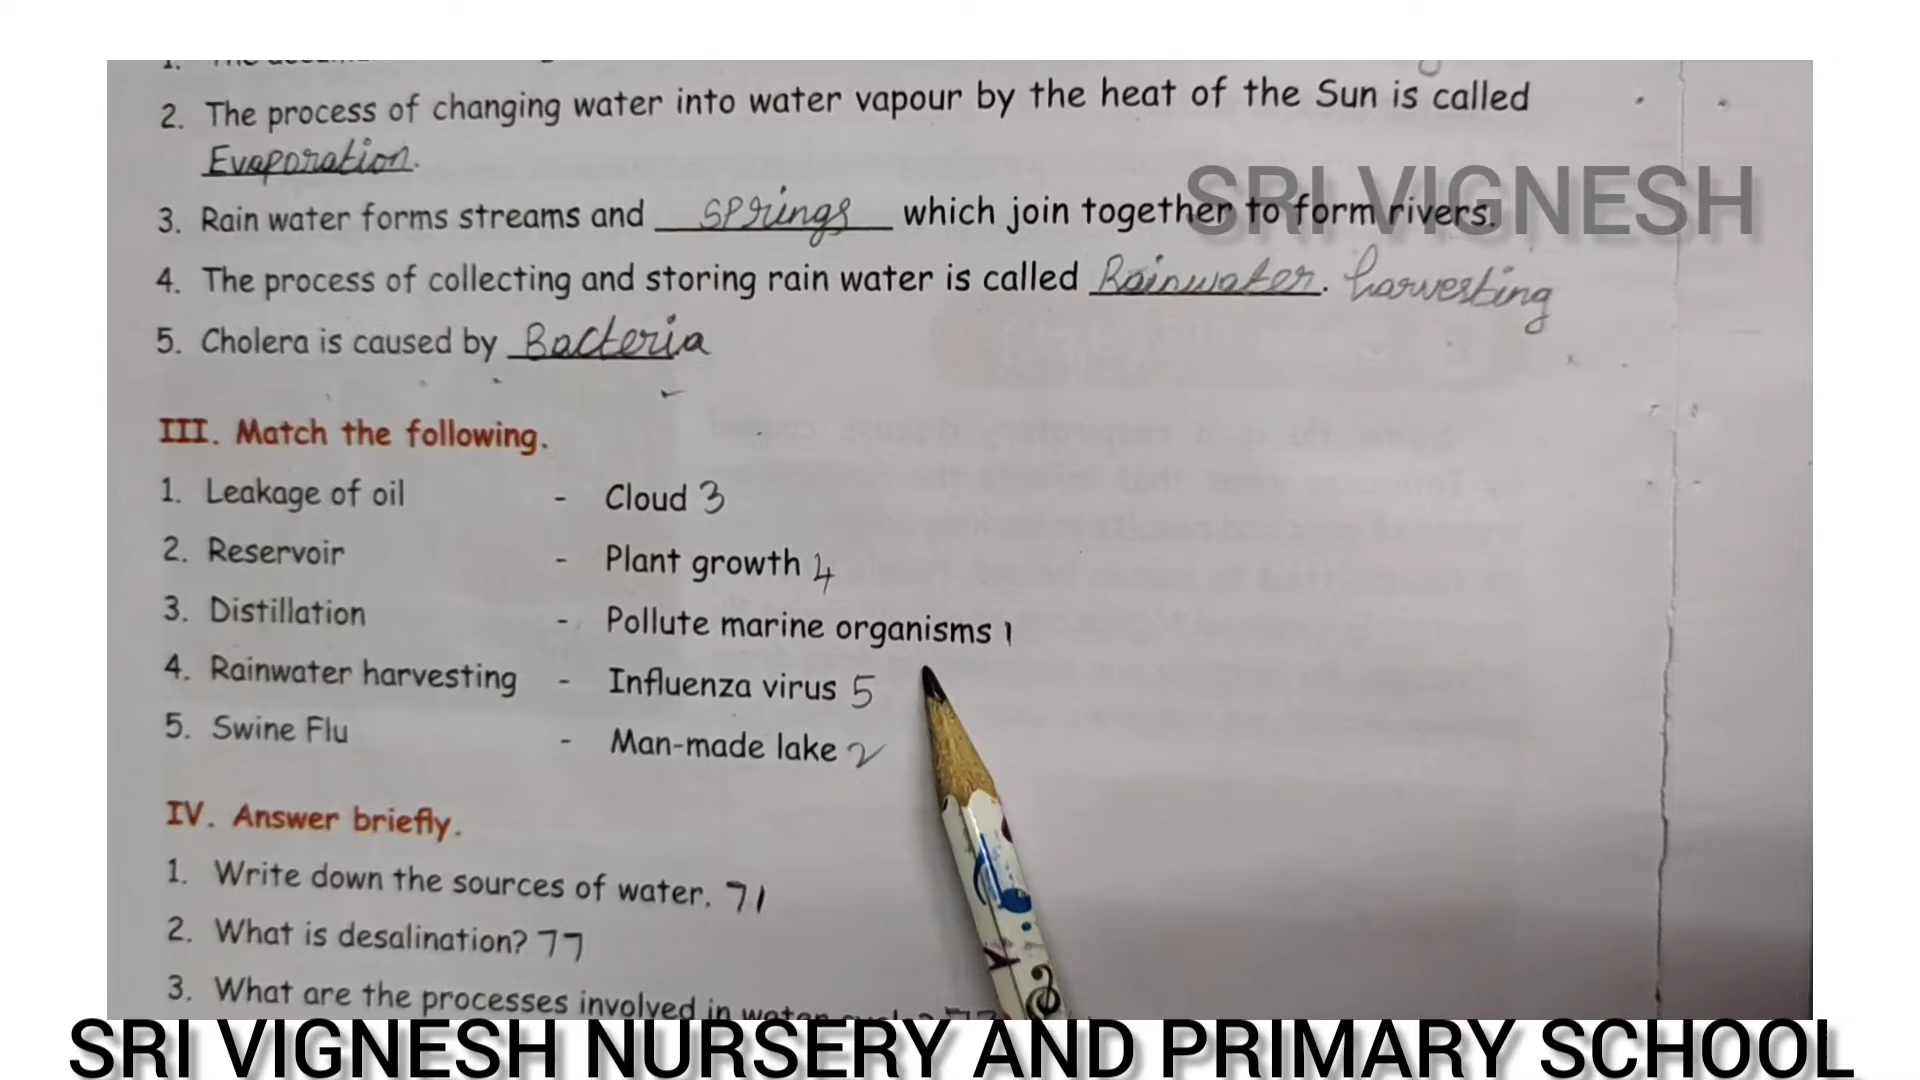 2. The process of changing water into water vapour by the heat of the Sun is called
Evaporation.
SRI VIGNESH
3. Rain water forms streams and springs which join together to form rivers.
4. The process of collecting and storing rain water is called Rainwater. harvesting
5. Cholera is caused by Bacteria
III. Match the following.
1. Leakage of oil - Cloud 3
2. Reservoir - Plant growth 4
3. Distillation - Pollute marine organisms 1
4. Rainwater harvesting - Influenza virus 5
5. Swine Flu - Man-made lake 2
IV. Answer briefly.
1. Write down the sources of water. 71
2. What is desalination? 77
3. What are the processes involved in water
SRI VIGNESH NURSERY AND PRIMARY SCHOOL